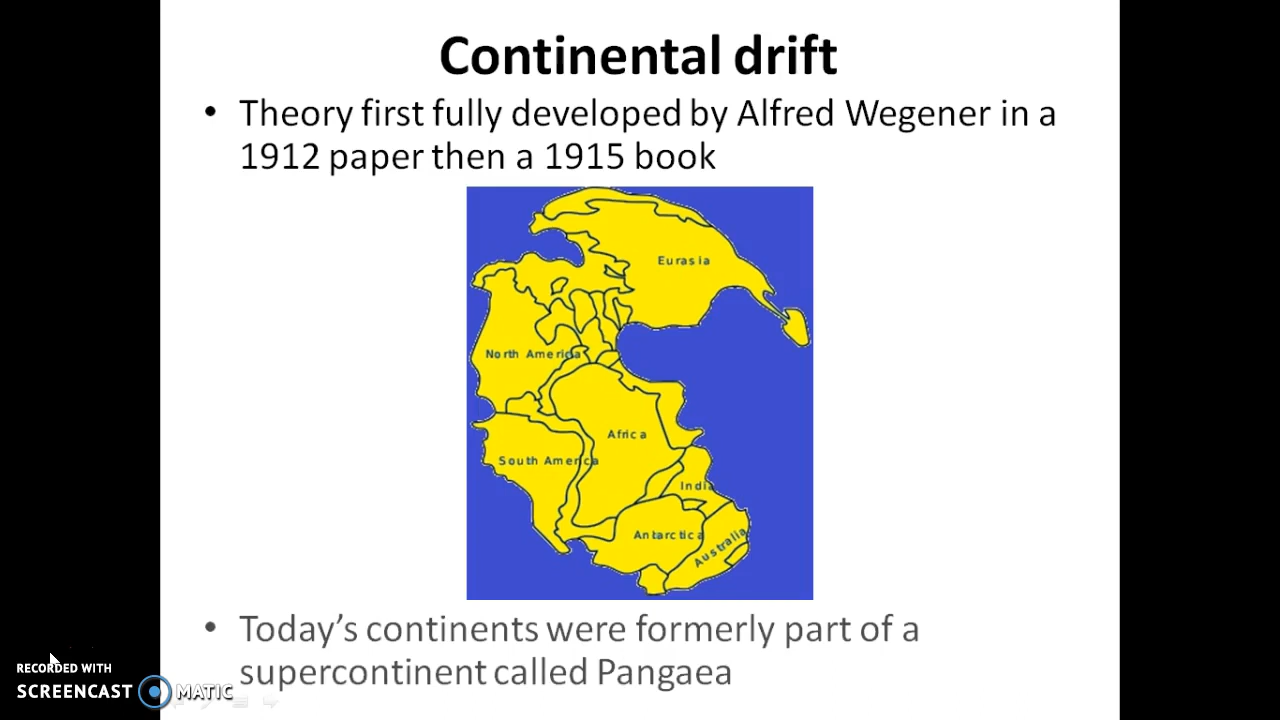 Continental drift
• Theory first fully developed by Alfred Wegener in a
1912 paper then a 1915 book
Eurasia
North America
Africa
South America
India
Antarctica
Australia
• Today’s continents were formerly part of a
supercontinent called Pangaea
RECORDED WITH
SCREENCAST MATIC